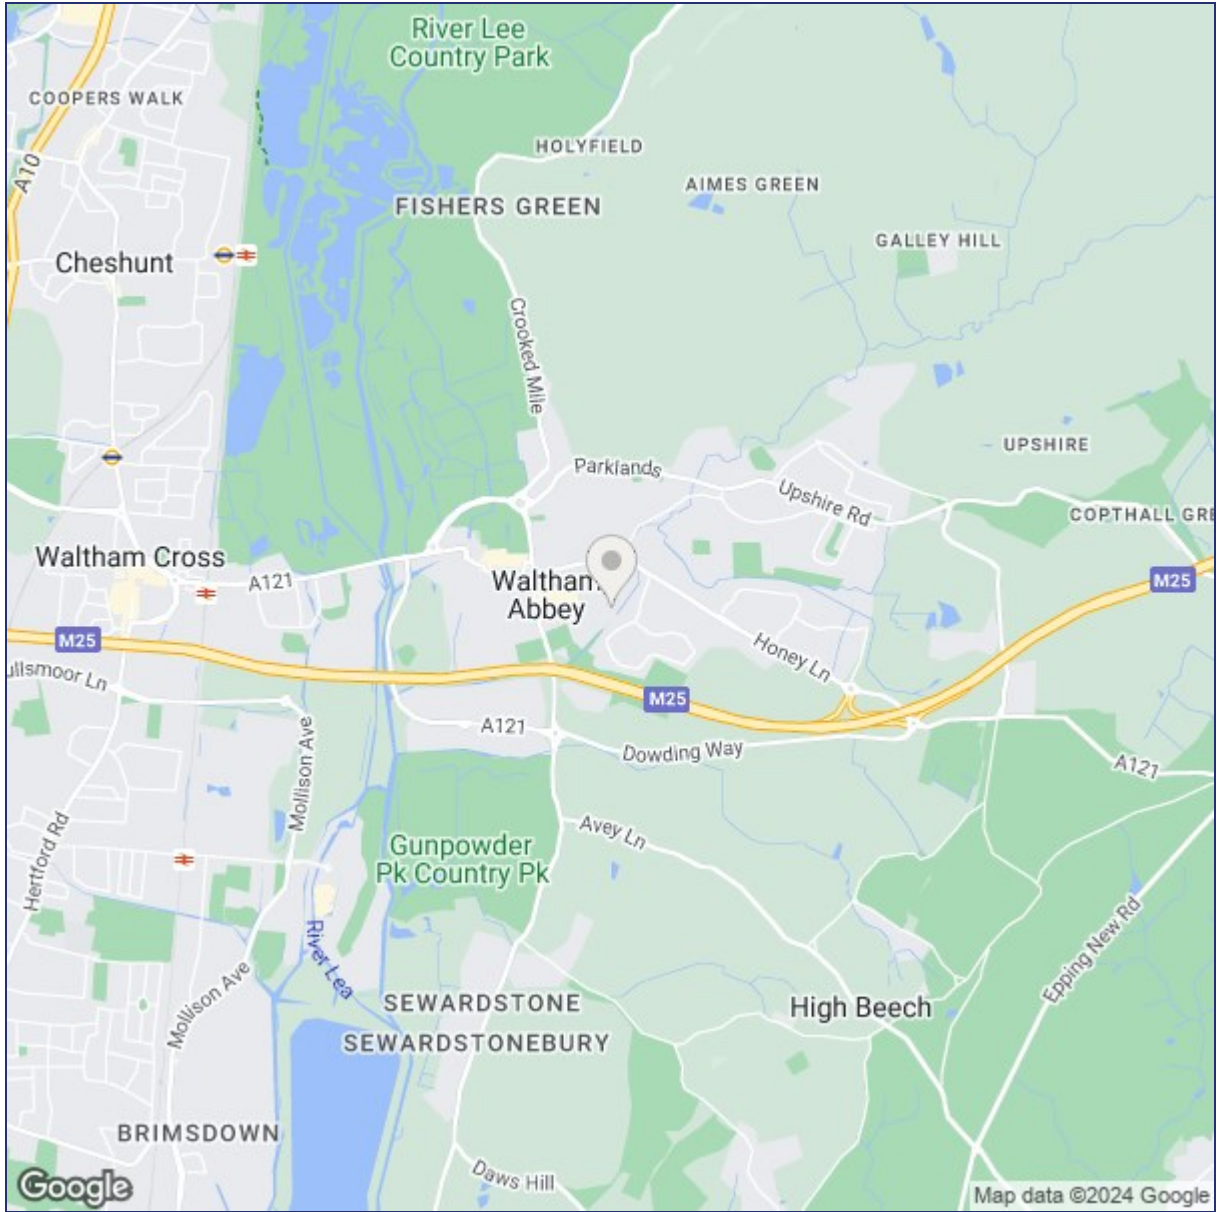 River Lee
Country Park
COOPERS WALK
HOLYFIELD
A10
AIMES GREEN
FISHERS GREEN
GALLEY HILL
Cheshunt
Crooked Mile
UPSHIRE
Parklands
Upshire Rd
COPTHALL GRE
Waltham Cross
A121
Waltham
Abbey
M25
M25
Honey Ln
ullsmoor Ln
M25
A121
Mollison Ave
Dowding Way
A121
Hertford Rd
Avey Ln
Gunpowder
Pk Country Pk
River Lea
Epping New Rd
Mollison Ave
SEWARDSTONE
High Beech
SEWARDSTONEBURY
BRIMSDOWN
Daws Hill
Google
Map data ©2024 Google